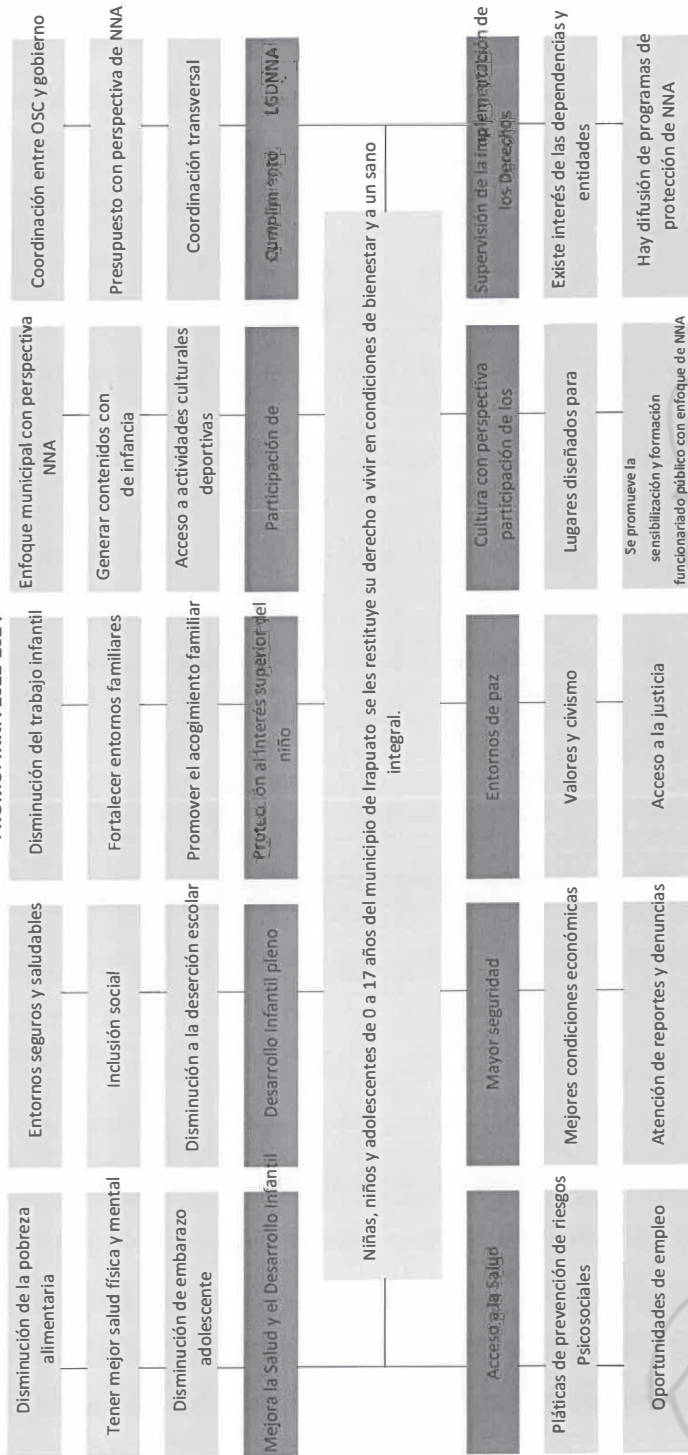 Disminución de la pobreza
alimentaria
Tener mejor salud física y mental
Disminución de embarazo
adolescente
Mejora la Salud y el Desarrollo Infantil
Entornos seguros y saludables
Inclusión social
Disminución a la deserción escolar
Desarrollo Infantil pleno
Disminución del trabajo infantil
Fortalecer entornos familiares
Promover el acogimiento familiar
Protección al interés superior del
niño
Enfoque municipal con perspectiva
NNA
Generar contenidos con
de infancia
Acceso a actividades culturales
deportivas
Participación de
Coordinación entre OSC y gobierno
Presupuesto con perspectiva de NNA
Coordinación transversal
Cumplimiento LGDNNA
Niñas, niños y adolescentes de 0 a 17 años del municipio de Irapuato se les restituye su derecho a vivir en condiciones de bienestar y a un sano
integral.
Acceso a la Salud
Pláticas de prevención de riesgos
Psicosociales
Oportunidades de empleo
Mayor seguridad
Mejores condiciones económicas
Atención de reportes y denuncias
Entornos de paz
Valores y civismo
Acceso a la justicia
Cultura con perspectiva
participación de los
Lugares diseñados para
Se promueve la
sensibilización y formación
funcionariado público con enfoque de NNA
Supervisión de la implementación de
los Derechos
Existe interés de las dependencias y
entidades
Hay difusión de programas de
protección de NNA